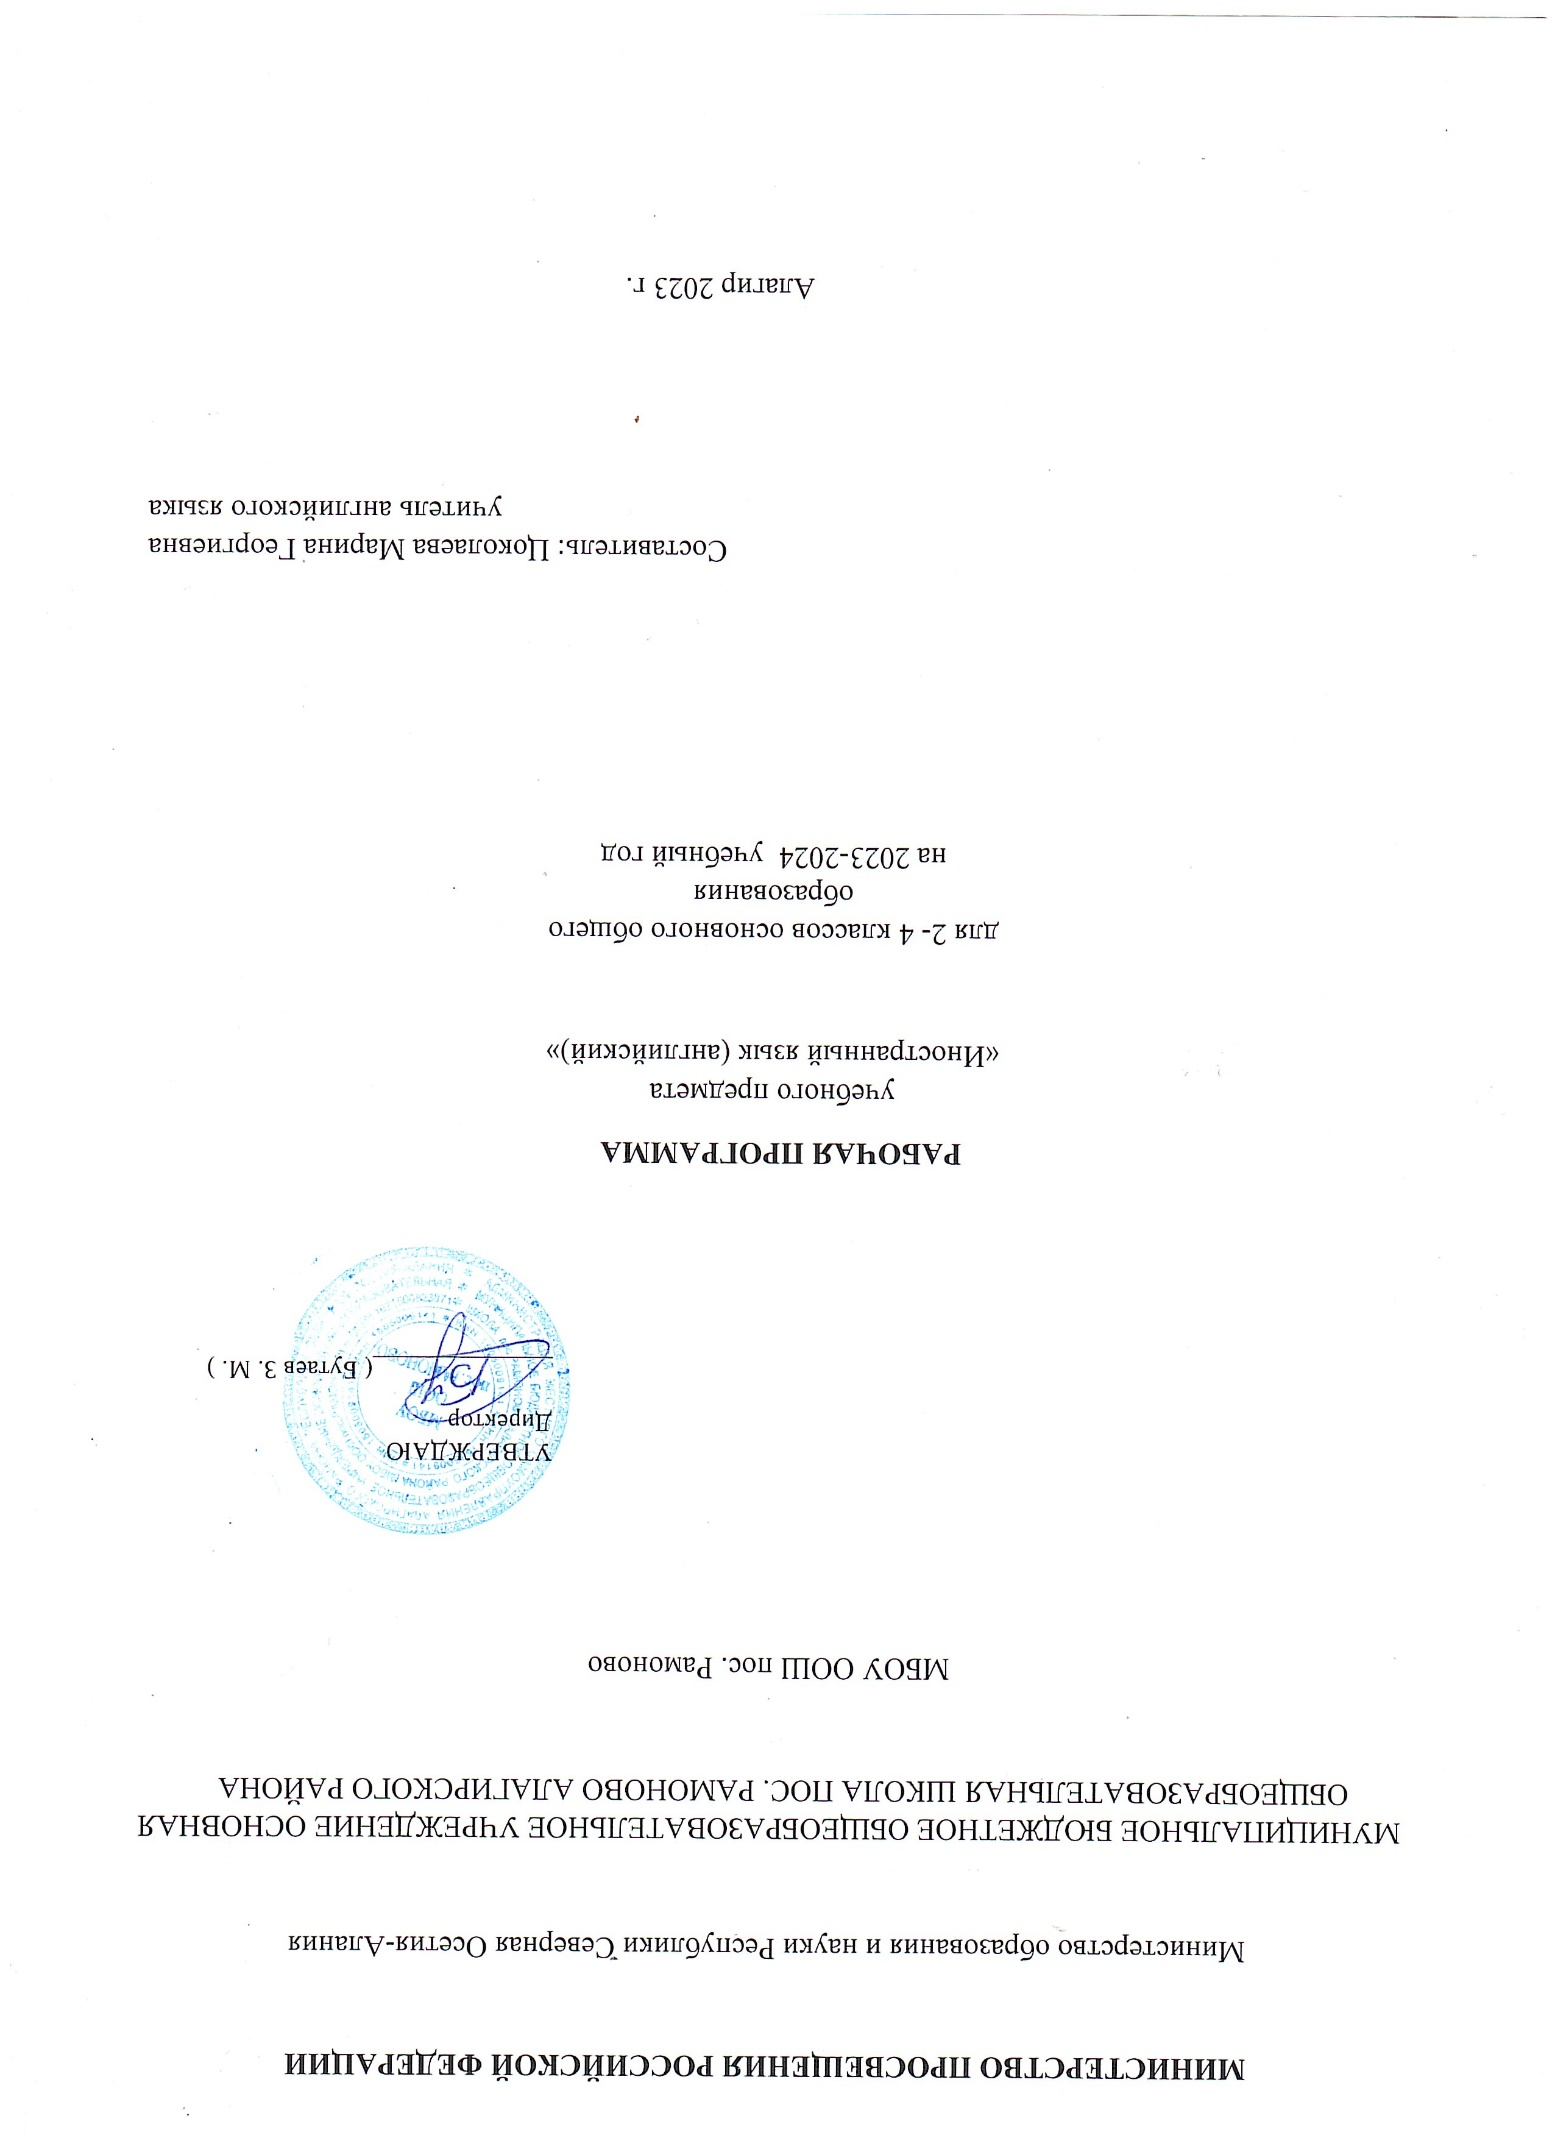 МИНИСТЕРСТВО ПРОСВЕЩЕНИЯ РОССИЙСКОЙ ФЕДЕРАЦИИ
Министерство образования и науки Республики Северная Осетия-Алания
МУНИЦИПАЛЬНОЕ БЮДЖЕТНОЕ ОБЩЕОБРАЗОВАТЕЛЬНОЕ УЧРЕЖДЕНИЕ ОСНОВНАЯ
ОБЩЕОБРАЗОВАТЕЛЬНАЯ ШКОЛА ПОС. РАМОНОВО АЛАГИРСКОГО РАЙОНА
МБОУ ООШ пос. Рамоново
УТВЕРЖДАЮ
Директор
( Бутаев З. М. )
РАБОЧАЯ ПРОГРАММА
учебного предмета
«Иностранный язык (английский)»
для 2- 4 классов основного общего
образования
на 2023-2024 учебный год
Составитель: Цоколаева Марина Георгиевна
учитель английского языка
Алагир 2023 г.